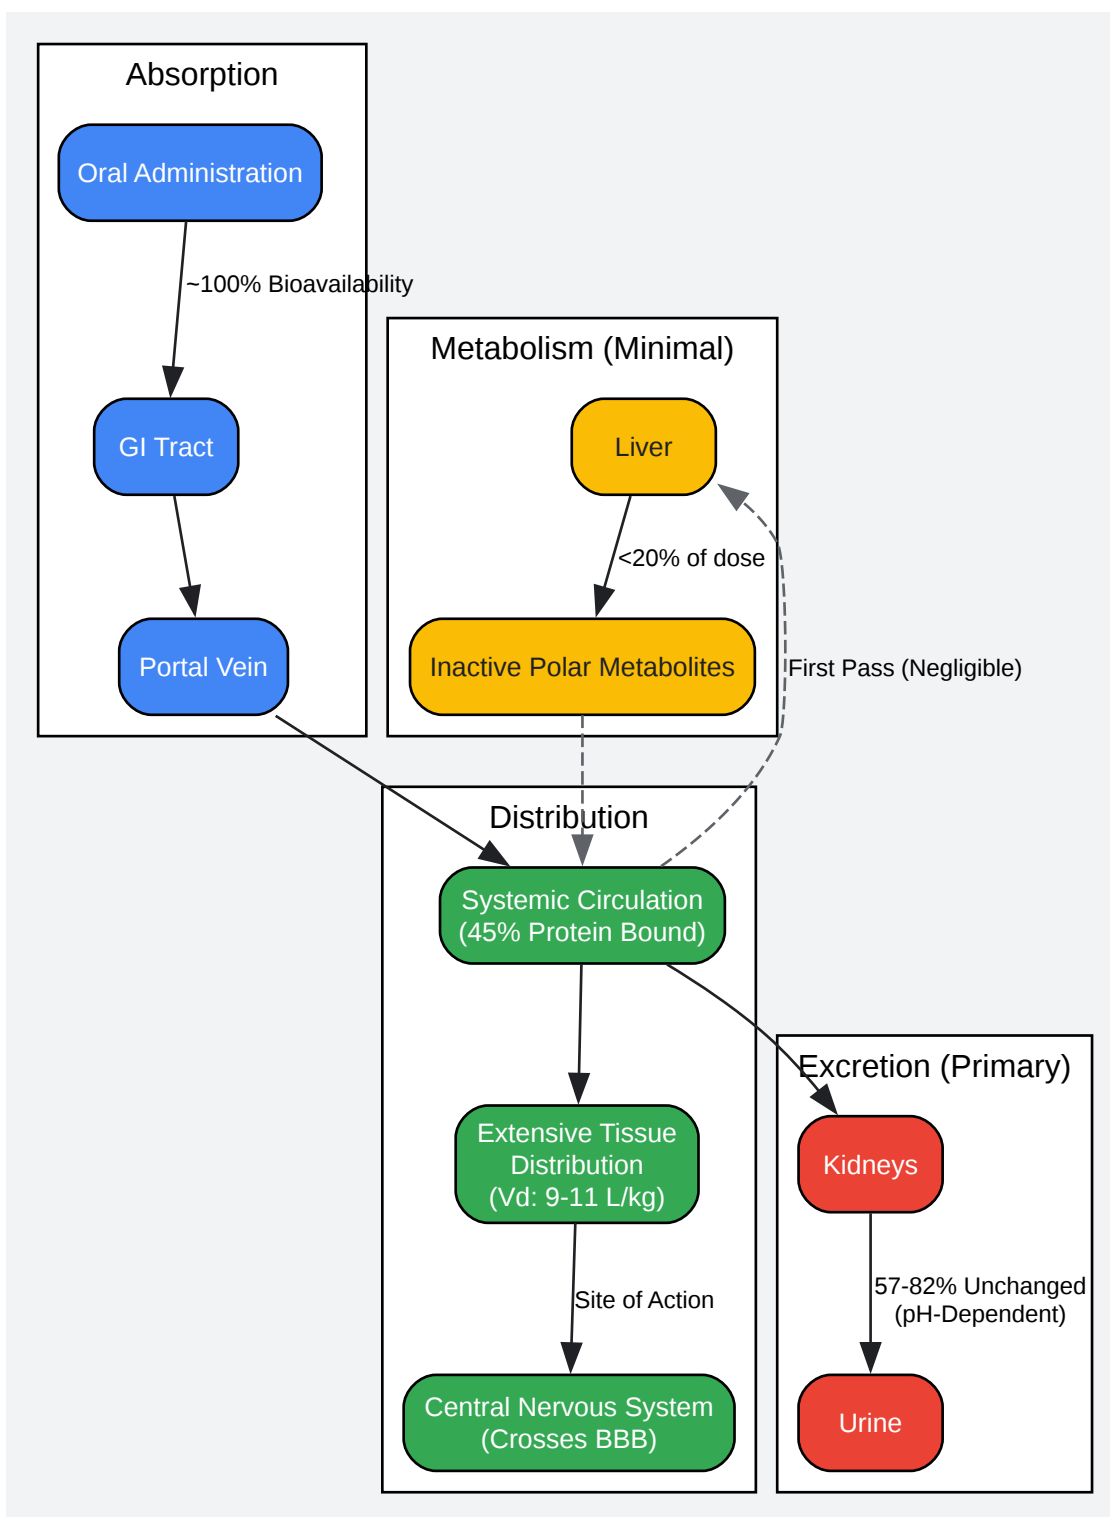 Absorption
Oral Administration
~100% Bioavailability
GI Tract
Portal Vein
Metabolism (Minimal)
Liver
<20% of dose
Inactive Polar Metabolites
First Pass (Negligible)
Distribution
Systemic Circulation
(45% Protein Bound)
Extensive Tissue
Distribution
(Vd: 9-11 L/kg)
Site of Action
Central Nervous System
(Crosses BBB)
Excretion (Primary)
Kidneys
57-82% Unchanged
(pH-Dependent)
Urine